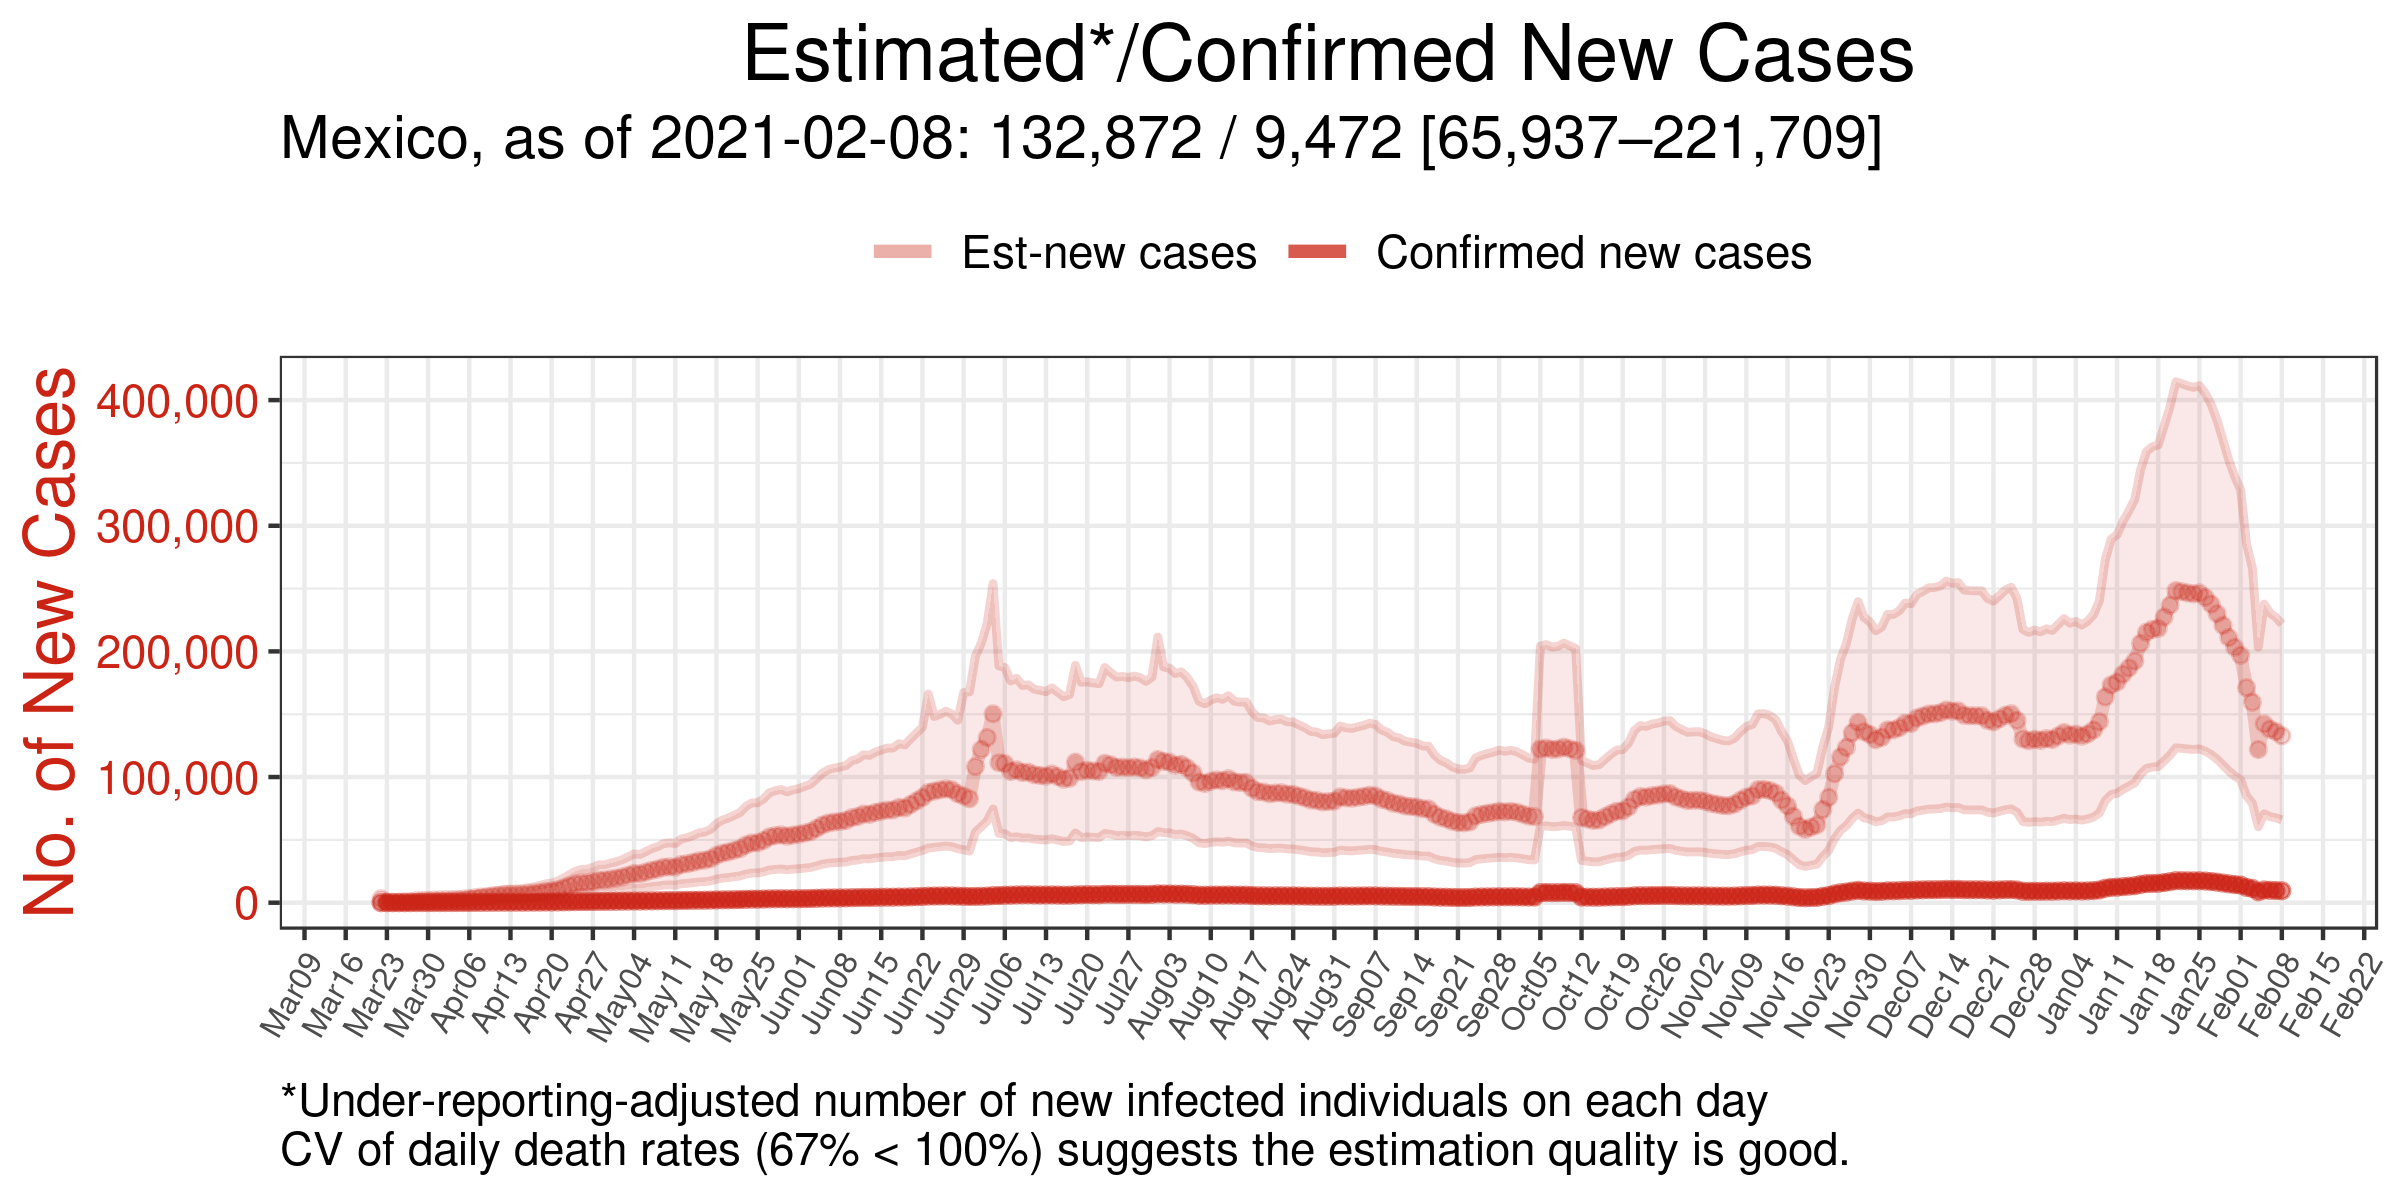 Estimated*/Confirmed New Cases
Mexico, as of 2021-02-08: 132,872 / 9,472 [65,937–221,709]
Est-new cases
Confirmed new cases
No. of New Cases
400,000
300,000
200,000
100,000
0
Mar09
Mar16
Mar23
Mar30
Apr06
Apr13
Apr20
Apr27
May04
May11
May18
May25
Jun01
Jun08
Jun15
Jun22
Jun29
Jul06
Jul13
Jul20
Jul27
Aug03
Aug10
Aug17
Aug24
Aug31
Sep07
Sep14
Sep21
Sep28
Oct05
Oct12
Oct19
Oct26
Nov02
Nov09
Nov16
Nov23
Nov30
Dec07
Dec14
Dec21
Dec28
Jan04
Jan11
Jan18
Jan25
Feb01
Feb08
Feb15
Feb22
*Under-reporting-adjusted number of new infected individuals on each day
CV of daily death rates (67% < 100%) suggests the estimation quality is good.